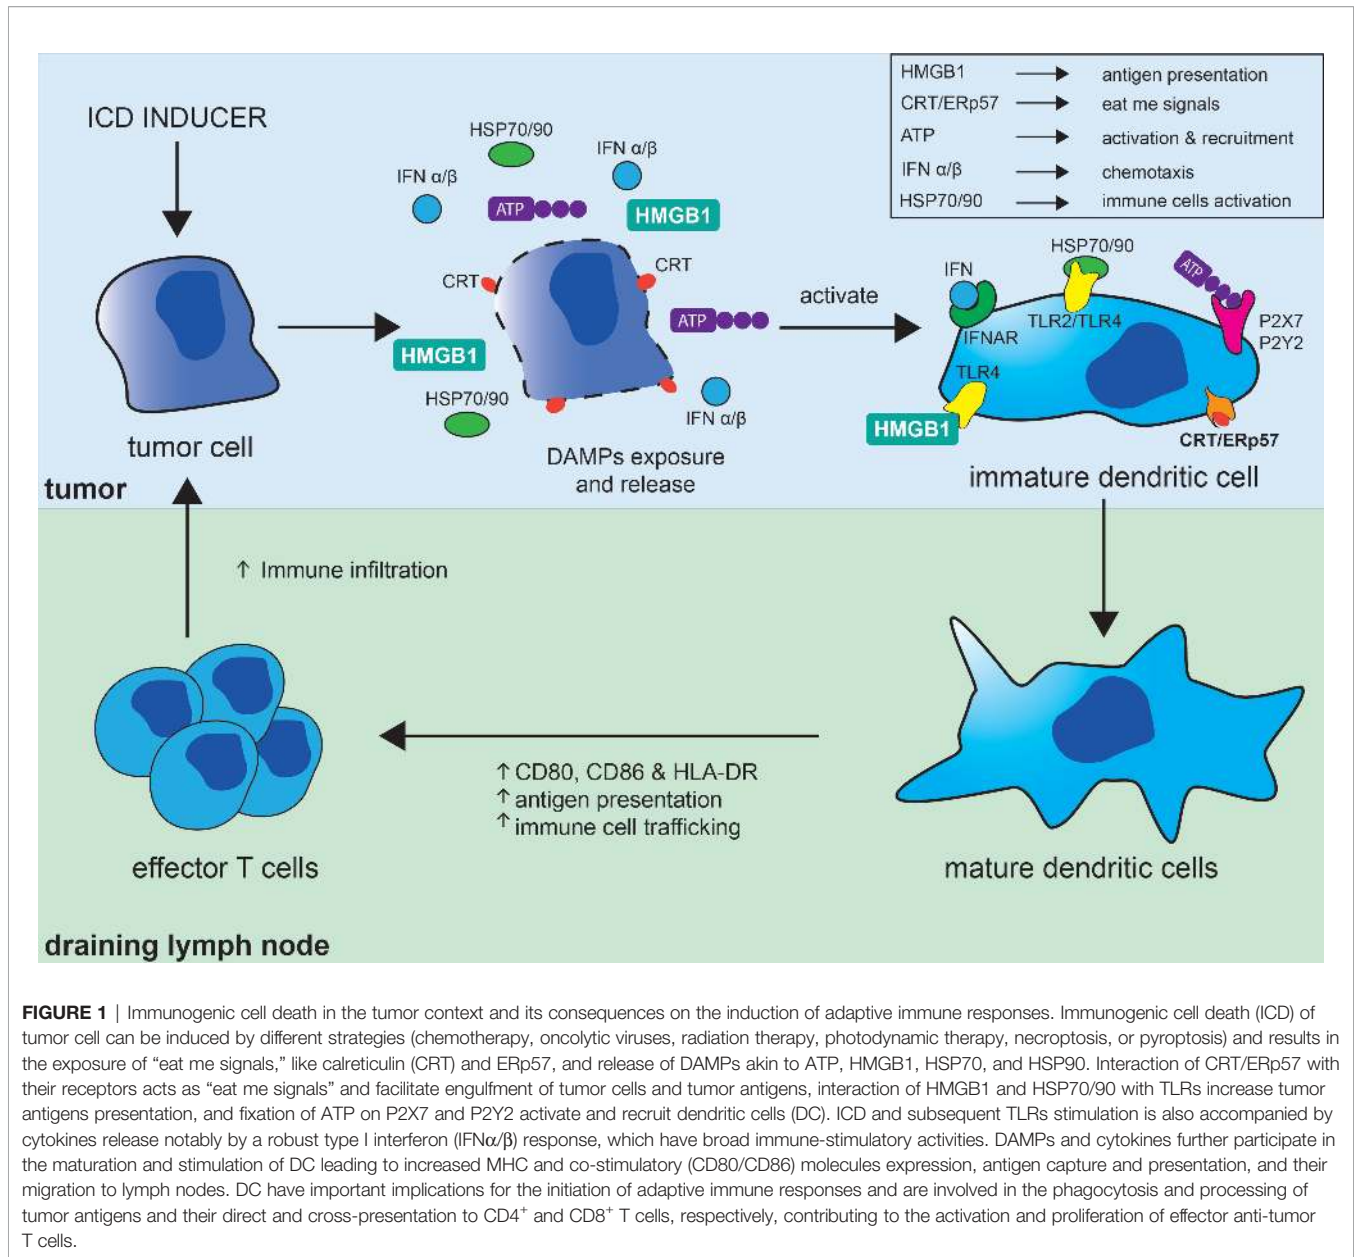 HMGB1 → antigen presentation
CRT/ERp57 → eat me signals
ATP → activation & recruitment
IFN α/β → chemotaxis
HSP70/90 → immune cells activation
ICD INDUCER
tumor cell
tumor
HSP70/90
IFN α/β
IFN α/β
ATP
HMGB1
CRT
CRT
ATP
HMGB1
HSP70/90
IFN α/β
DAMPs exposure
and release
activate
HSP70/90
IFN
ATP
TLR2/TLR4
IFNAR
P2X7
P2Y2
TLR4
HMGB1
CRT/ERp57
immature dendritic cell
↑ Immune infiltration
↑ CD80, CD86 & HLA-DR
↑ antigen presentation
↑ immune cell trafficking
effector T cells
mature dendritic cells
draining lymph node
FIGURE 1 | Immunogenic cell death in the tumor context and its consequences on the induction of adaptive immune responses. Immunogenic cell death (ICD) of
tumor cell can be induced by different strategies (chemotherapy, oncolytic viruses, radiation therapy, photodynamic therapy, necroptosis, or pyroptosis) and results in
the exposure of “eat me signals,” like calreticulin (CRT) and ERp57, and release of DAMPs akin to ATP, HMGB1, HSP70, and HSP90. Interaction of CRT/ERp57 with
their receptors acts as “eat me signals” and facilitate engulfment of tumor cells and tumor antigens, interaction of HMGB1 and HSP70/90 with TLRs increase tumor
antigens presentation, and fixation of ATP on P2X7 and P2Y2 activate and recruit dendritic cells (DC). ICD and subsequent TLRs stimulation is also accompanied by
cytokines release notably by a robust type I interferon (IFNα/β) response, which have broad immune-stimulatory activities. DAMPs and cytokines further participate in
the maturation and stimulation of DC leading to increased MHC and co-stimulatory (CD80/CD86) molecules expression, antigen capture and presentation, and their
migration to lymph nodes. DC have important implications for the initiation of adaptive immune responses and are involved in the phagocytosis and processing of
tumor antigens and their direct and cross-presentation to CD4⁺ and CD8⁺ T cells, respectively, contributing to the activation and proliferation of effector anti-tumor
T cells.